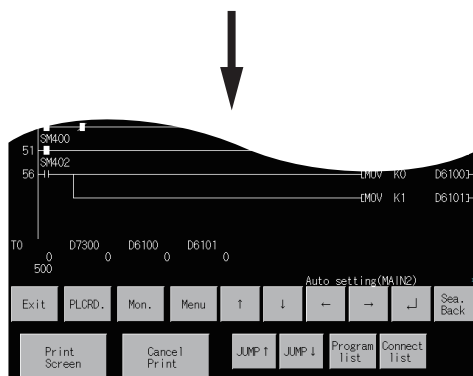 SM400
51
SM402
56 MOV K0 D6100
MOV K1 D6101
T0 D7300 D6100 D6101
0 0 0 0
500
Auto setting(MAIN2)
Exit PLCRD. Mon. Menu ↑ ↓ ← → ↵ Sea. Back
Print Screen Cancel Print JUMP↑ JUMP↓ Program list Connect list